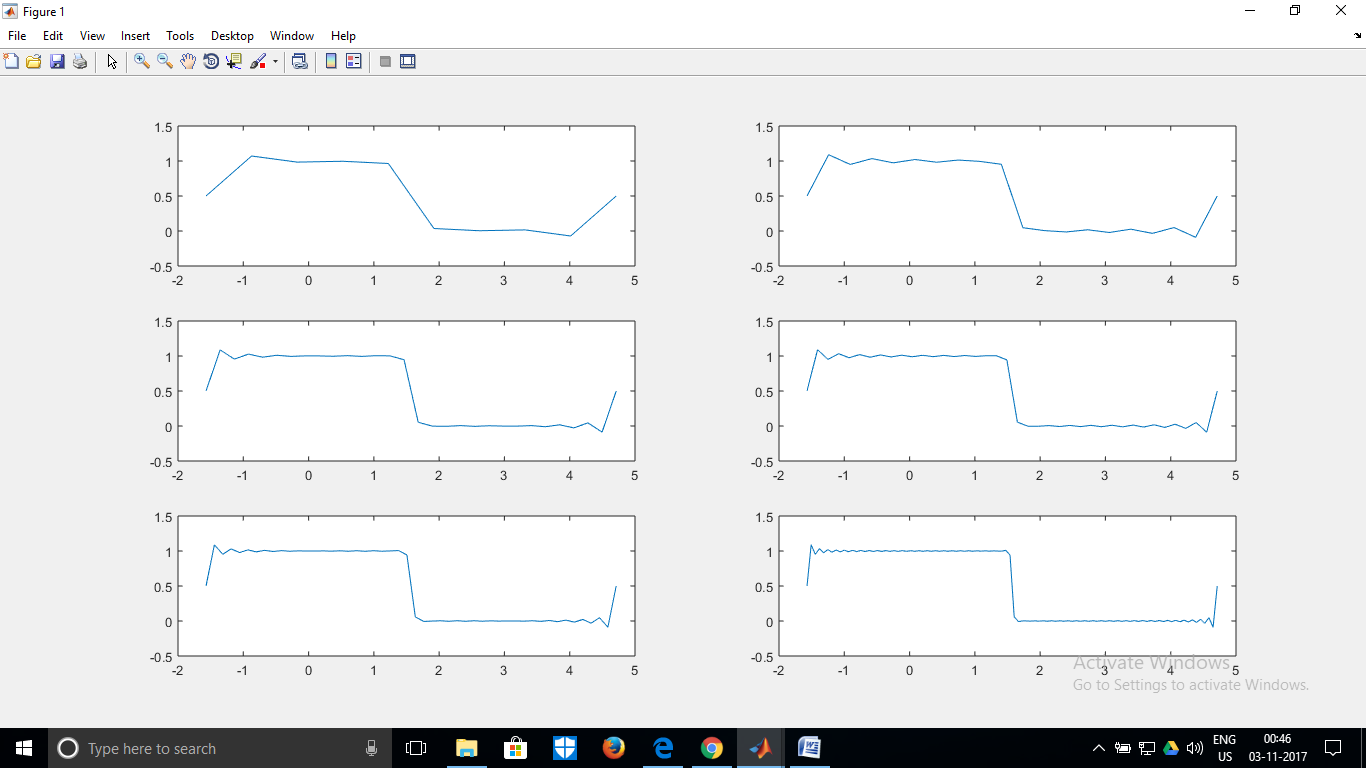 Figure 1
File Edit View Insert Tools Desktop Window Help
1.5
1
0.5
0
-0.5
-2 -1 0 1 2 3 4 5
1.5
1
0.5
0
-0.5
-2 -1 0 1 2 3 4 5
1.5
1
0.5
0
-0.5
-2 -1 0 1 2 3 4 5
1.5
1
0.5
0
-0.5
-2 -1 0 1 2 3 4 5
1.5
1
0.5
0
-0.5
-2 -1 0 1 2 3 4 5
1.5
1
0.5
0
-0.5
-2 -1 0 1 2 3 4 5
Activate Windows
Go to Settings to activate Windows.
Type here to search
ENG
US
00:46
03-11-2017